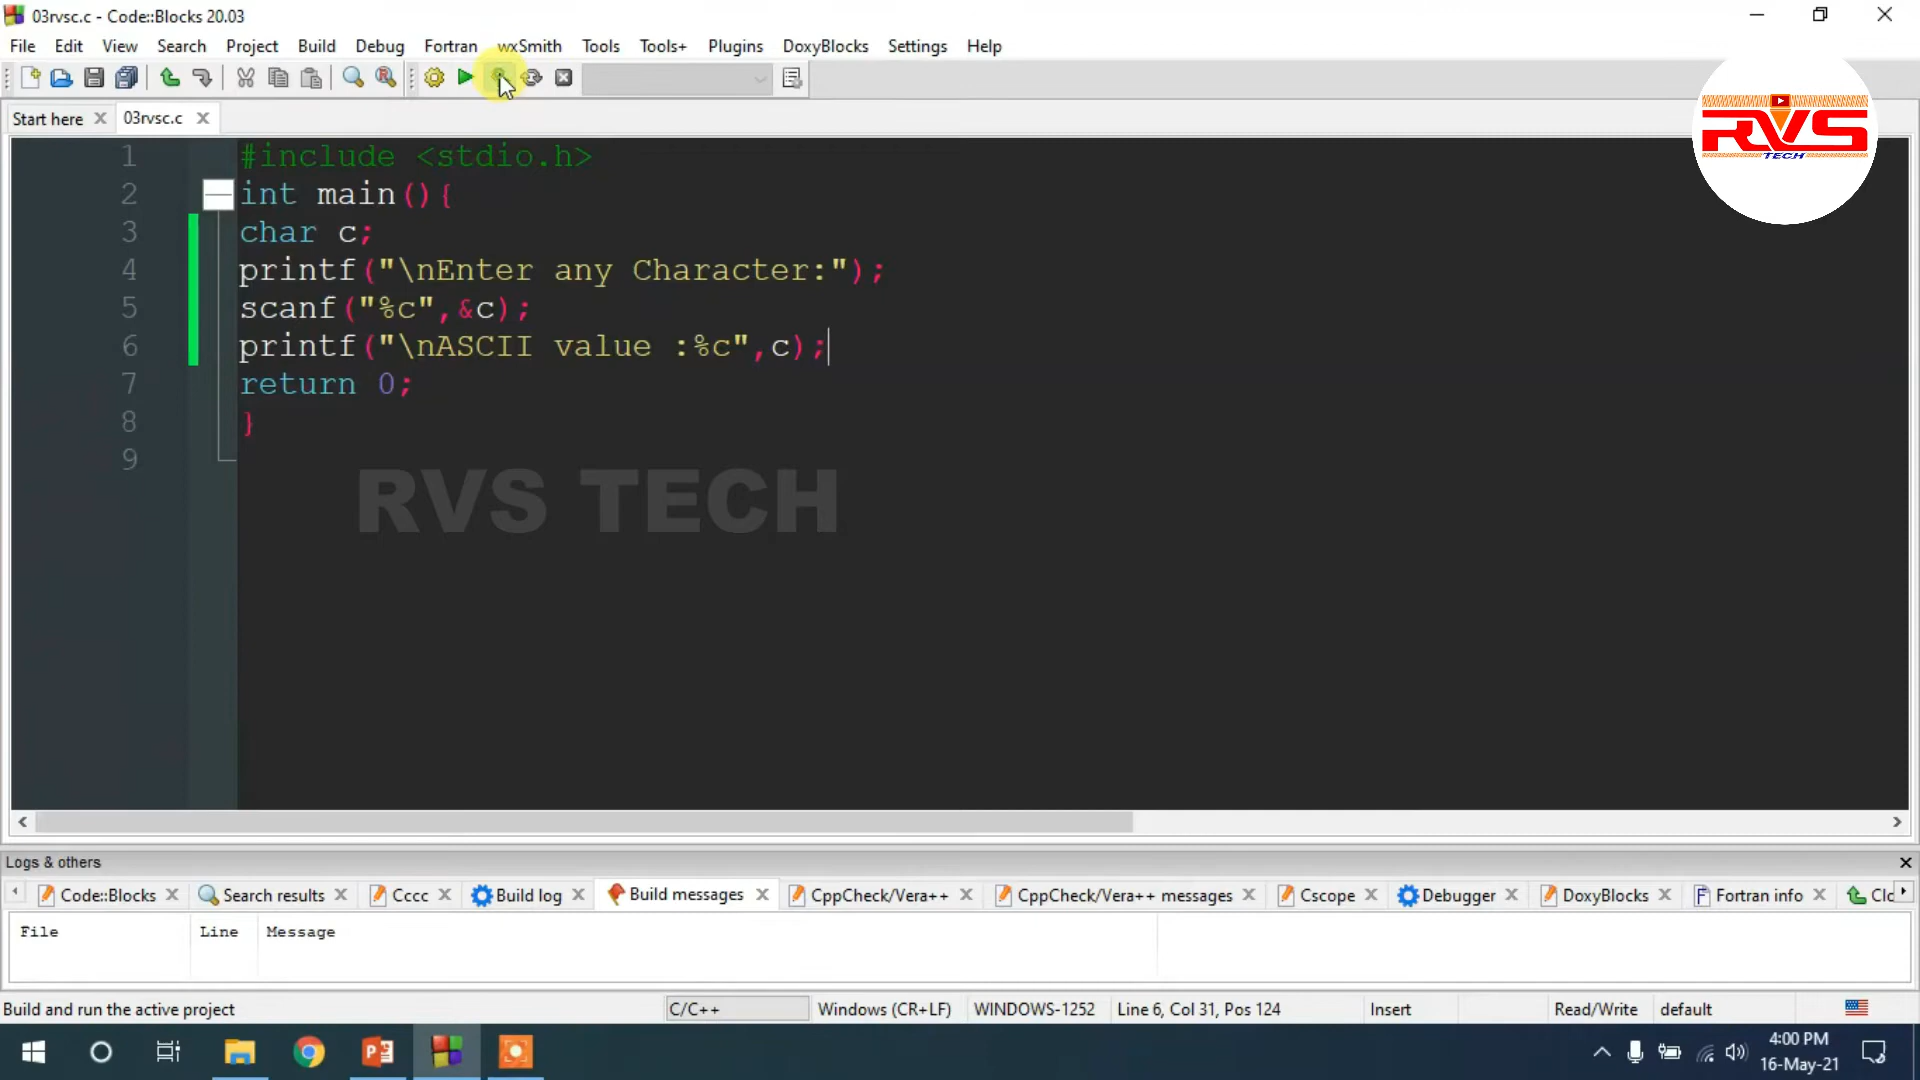 03rvsc.c - Code::Blocks 20.03
File Edit View Search Project Build Debug Fortran wxSmith Tools Tools+ Plugins DoxyBlocks Settings Help
RVS
TECH
Start here 03rvsc.c
1 #include <stdio.h>
2 int main(){
3 char c;
4 printf("\nEnter any Character:");
5 scanf("%c",&c);
6 printf("\nASCII value :%c",c);
7 return 0;
8 }
9
RVS TECH
Logs & others
Code::Blocks Search results Cccc Build log Build messages CppCheck/Vera++ CppCheck/Vera++ messages Cscope Debugger DoxyBlocks Fortran info Clo
File Line Message
Build and run the active project C/C++ Windows (CR+LF) WINDOWS-1252 Line 6, Col 31, Pos 124 Insert Read/Write default
4:00 PM
16-May-21